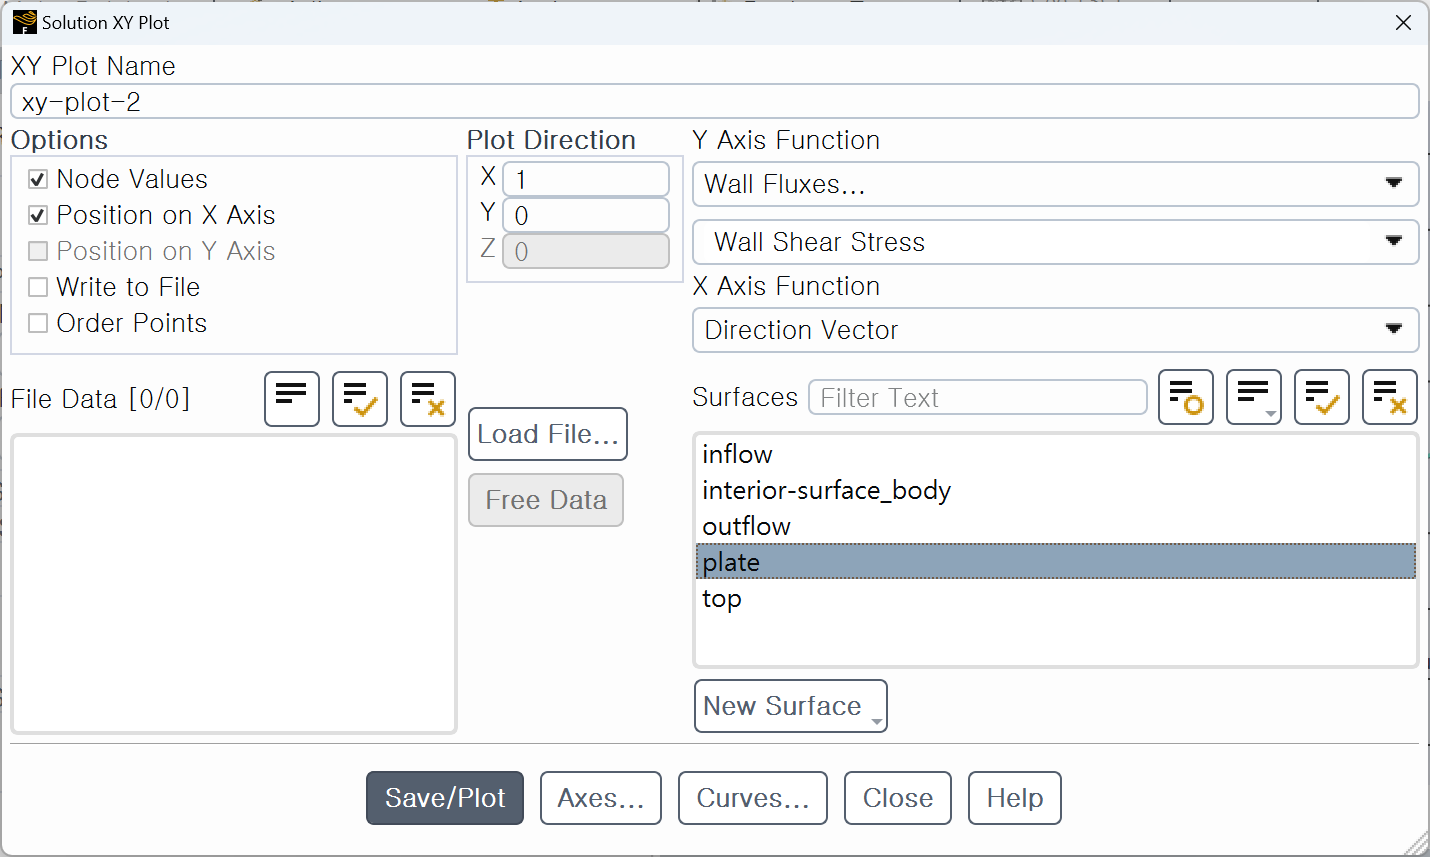 Solution XY Plot
XY Plot Name
xy-plot-2
Options
Node Values
Position on X Axis
Position on Y Axis
Write to File
Order Points
Plot Direction
X 1
Y 0
Z 0
Y Axis Function
Wall Fluxes...
Wall Shear Stress
X Axis Function
Direction Vector
File Data [0/0]
Load File...
Free Data
Surfaces Filter Text
inflow
interior-surface_body
outflow
plate
top
New Surface
Save/Plot Axes... Curves... Close Help